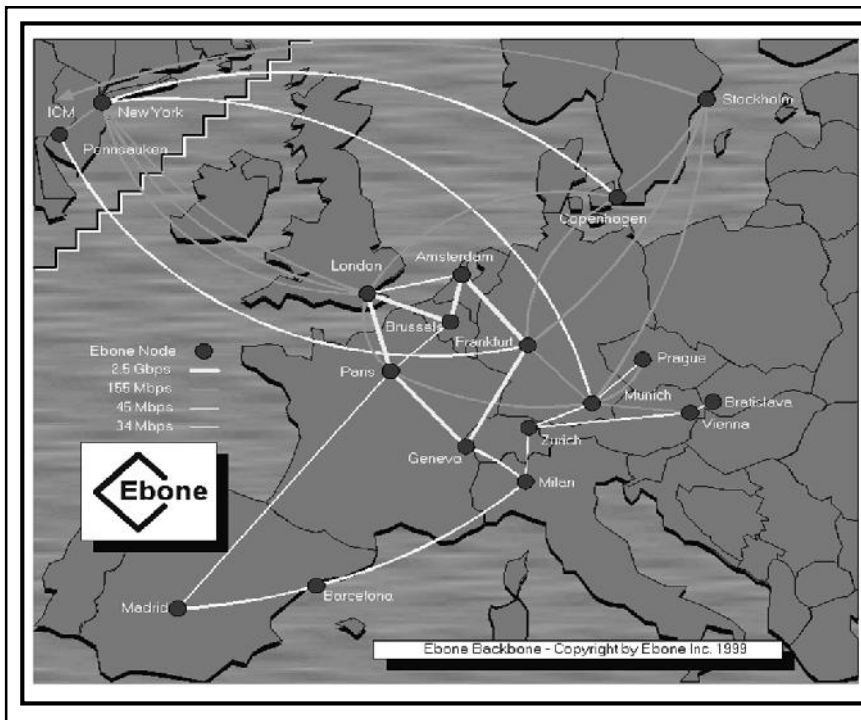 ICM
New York
Pennsauken
Stockholm
Copenhagen
London
Amsterdam
Brussels
Frankfurt
Ebone Node
2.5 Gbps
155 Mbps
45 Mbps
34 Mbps
Paris
Prague
Munich
Bratislava
Vienna
Zurich
Geneva
Milan
Ebone
Madrid
Barcelona
Ebone Backbone - Copyright by Ebone Inc. 1999